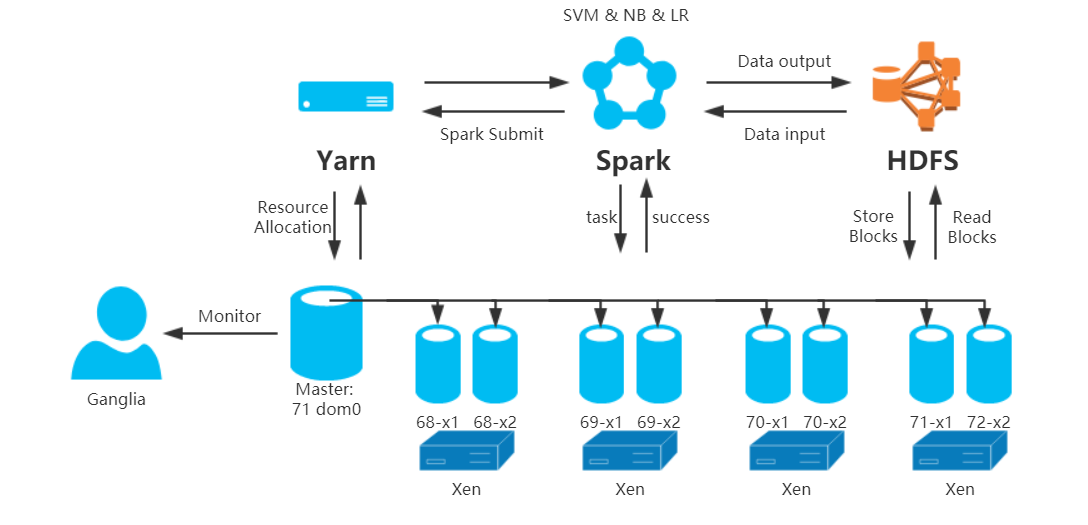 SVM & NB & LR
Data output
Spark Submit
Data input
Yarn
Spark
HDFS
Resource
Allocation
task
success
Store
Blocks
Read
Blocks
Monitor
Ganglia
Master:
71 dom0
68-x1
68-x2
69-x1
69-x2
70-x1
70-x2
71-x1
72-x2
Xen
Xen
Xen
Xen